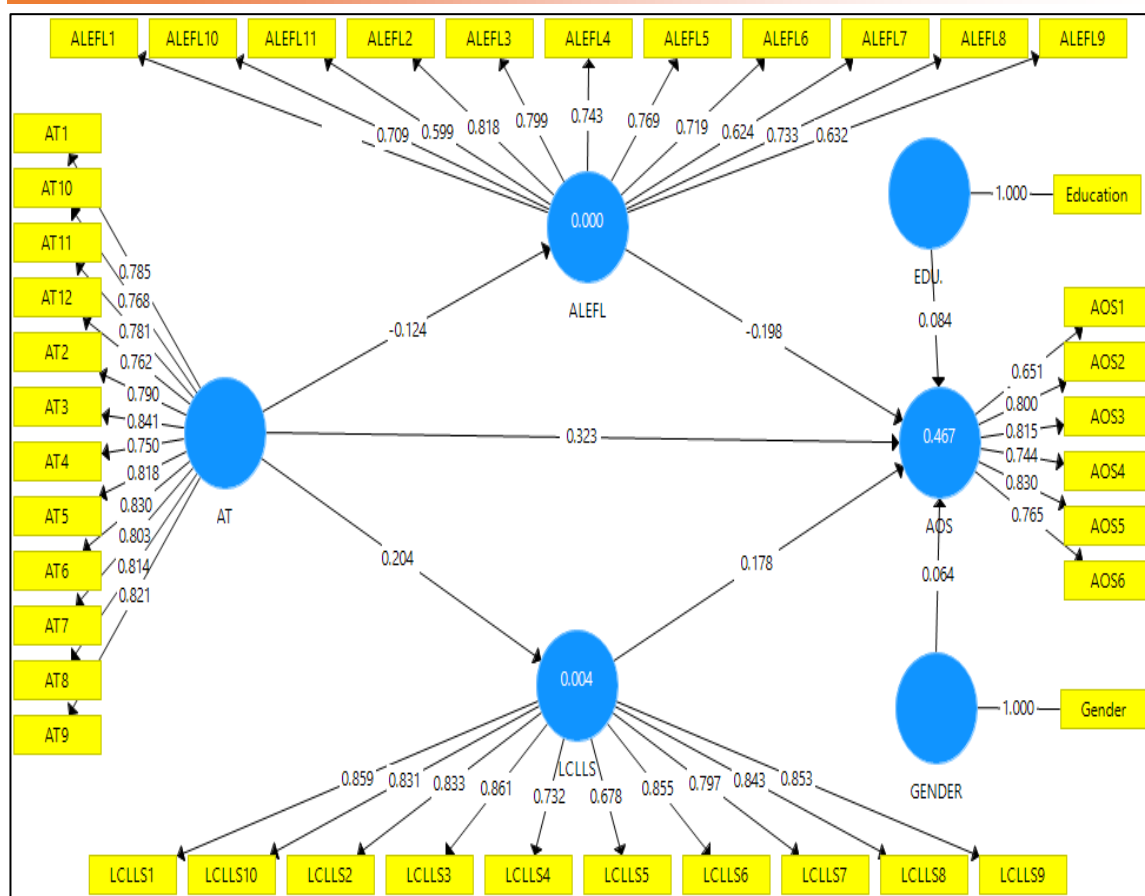 ALEFL1 ALEFL10 ALEFL11 ALEFL2 ALEFL3 ALEFL4 ALEFL5 ALEFL6 ALEFL7 ALEFL8 ALEFL9
0.709 0.599 0.818 0.799 0.743 0.769 0.719 0.624 0.733 0.632
AT1
AT10
AT11
AT12
AT2
AT3
AT4
AT5
AT6
AT7
AT8
AT9
0.785
0.768
0.781
0.762
0.790
0.841
0.750
0.818
0.830
0.803
0.814
0.821
AT
0.000
ALEFL
-0.124
-0.198
0.323
0.204
0.178
1.000
Education
EDU.
0.084
0.467
AOS
0.651
0.800
0.815
0.744
0.830
0.765
AOS1
AOS2
AOS3
AOS4
AOS5
AOS6
0.064
1.000
Gender
GENDER
0.004
LCLLS
0.859 0.831 0.833 0.861 0.732 0.678 0.855 0.797 0.843 0.853
LCLLS1 LCLLS10 LCLLS2 LCLLS3 LCLLS4 LCLLS5 LCLLS6 LCLLS7 LCLLS8 LCLLS9